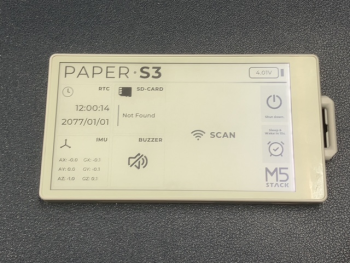 PAPER·S3
4.01V
RTC
SD-CARD
12:00:14
2077/01/01
Not Found
SCAN
IMU
BUZZER
M5
STACK